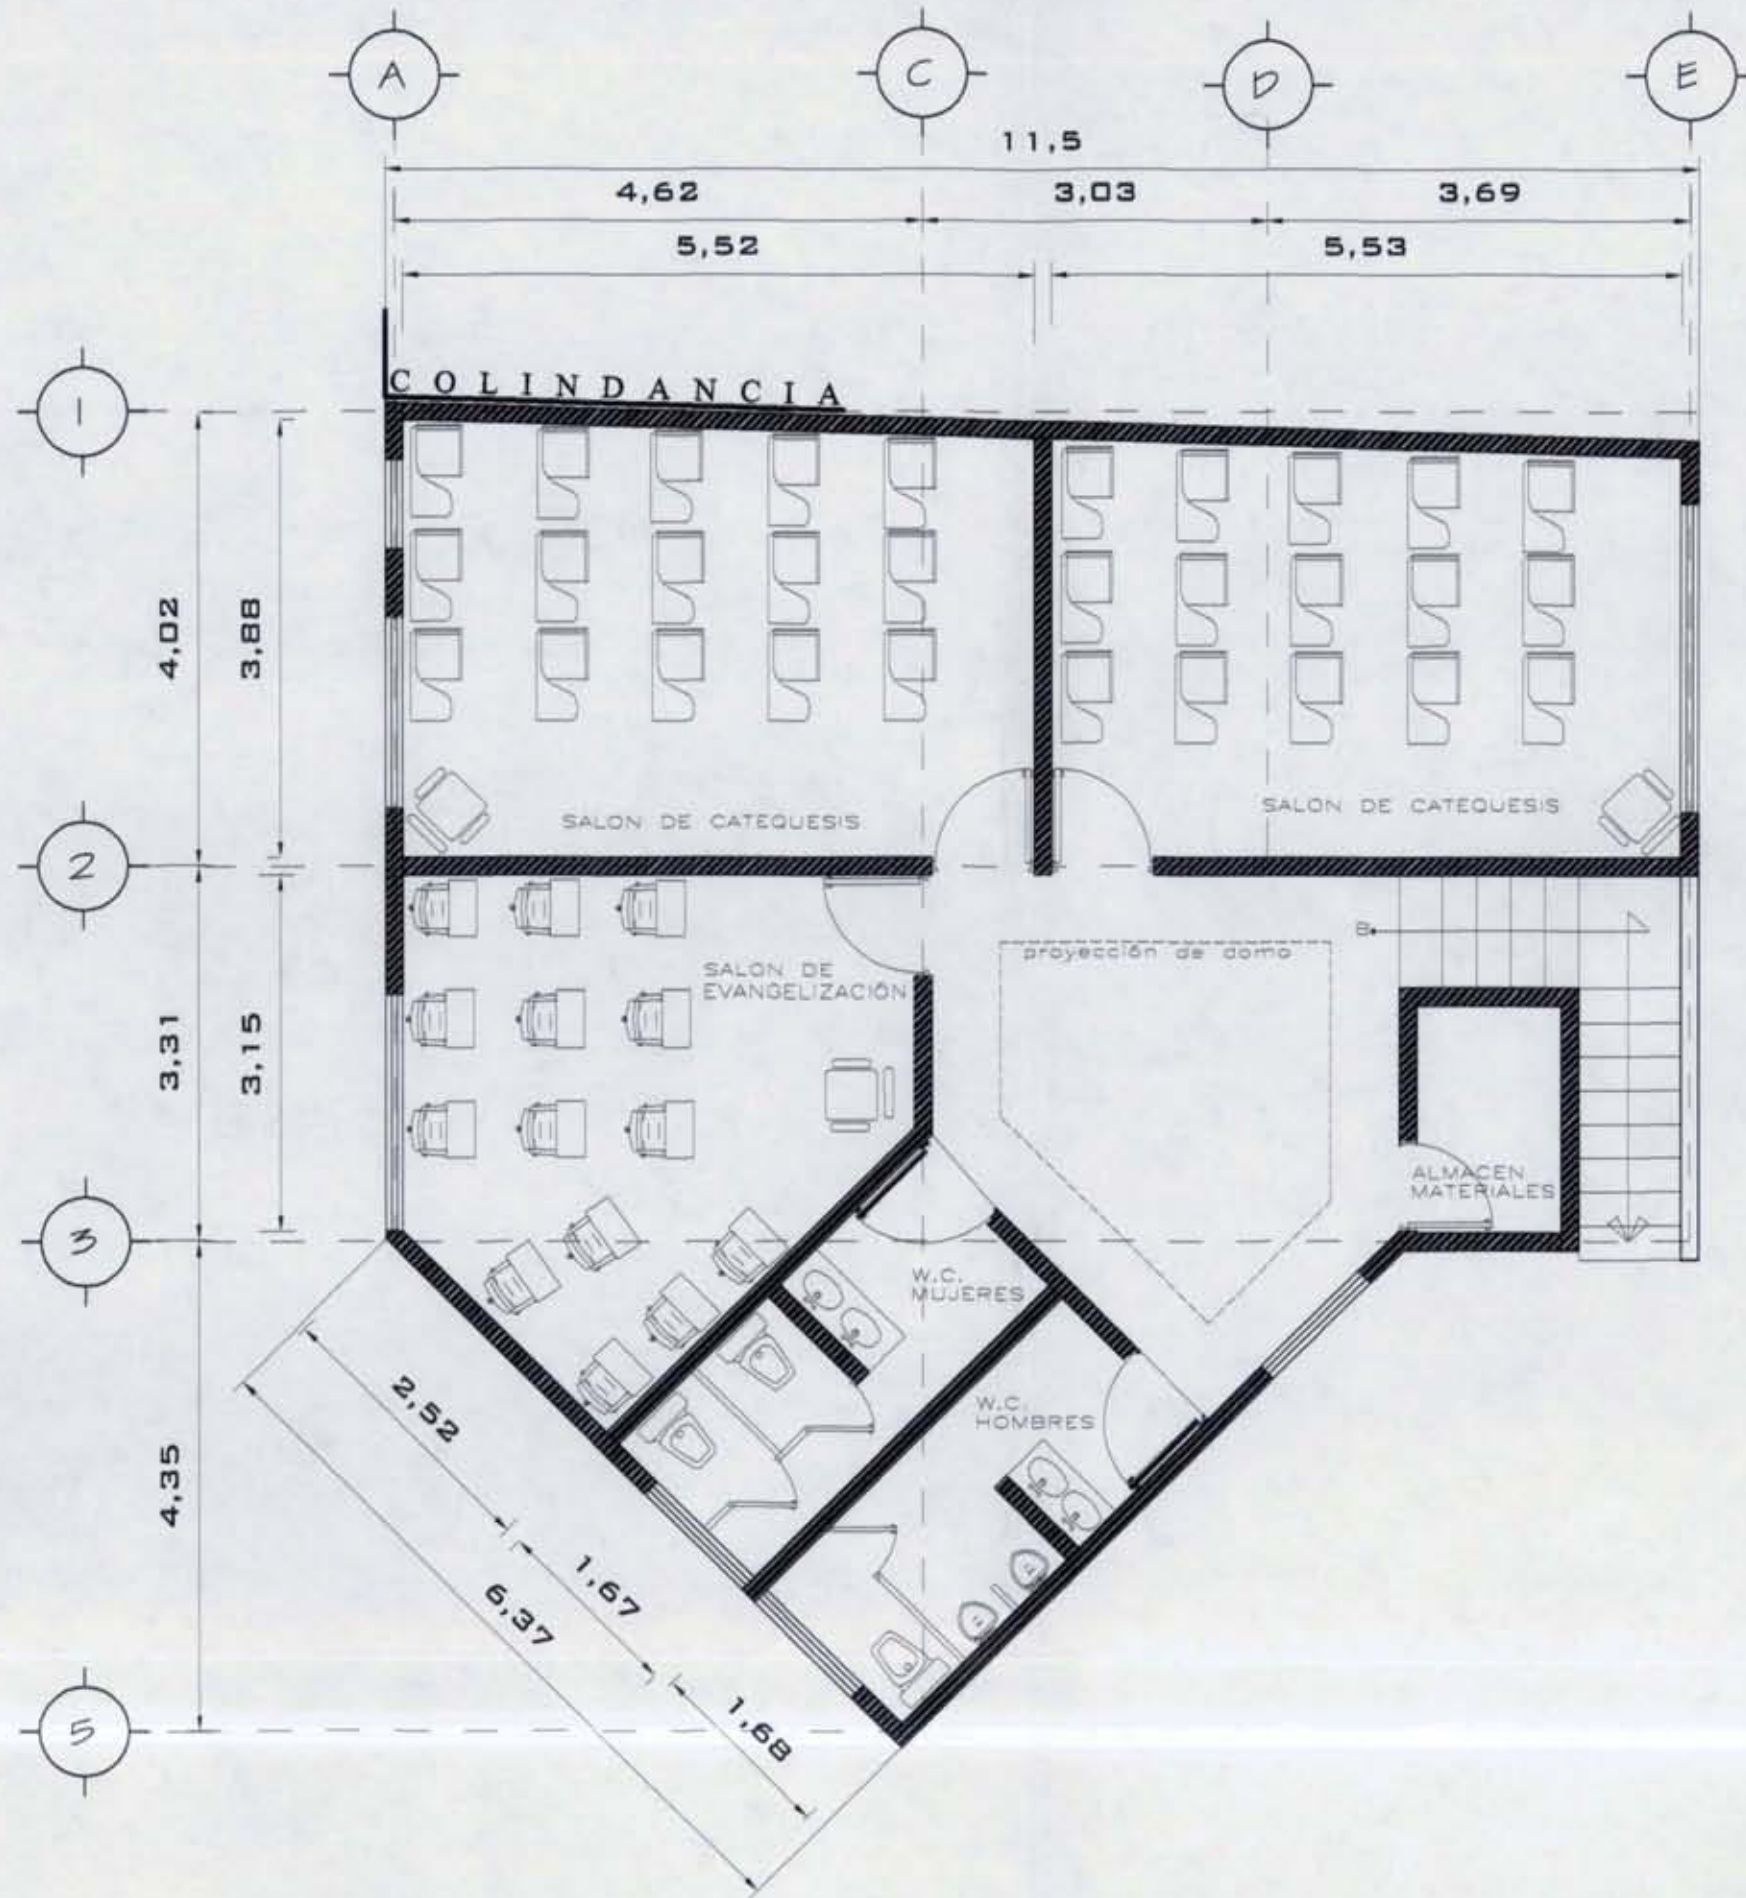 A
C
D
E
11,5
4,62
3,03
3,69
5,52
5,53
COLINDANCIA
1
4,02
3,88
SALON DE CATEQUESIS
SALON DE CATEQUESIS
2
B
proyección de domo
SALON DE
EVANGELIZACIÓN
3,31
3,15
ALMACEN
MATERIALES
3
W.C.
MUJERES
2,52
W.C.
HOMBRES
4,35
1,67
6,37
1,68
5